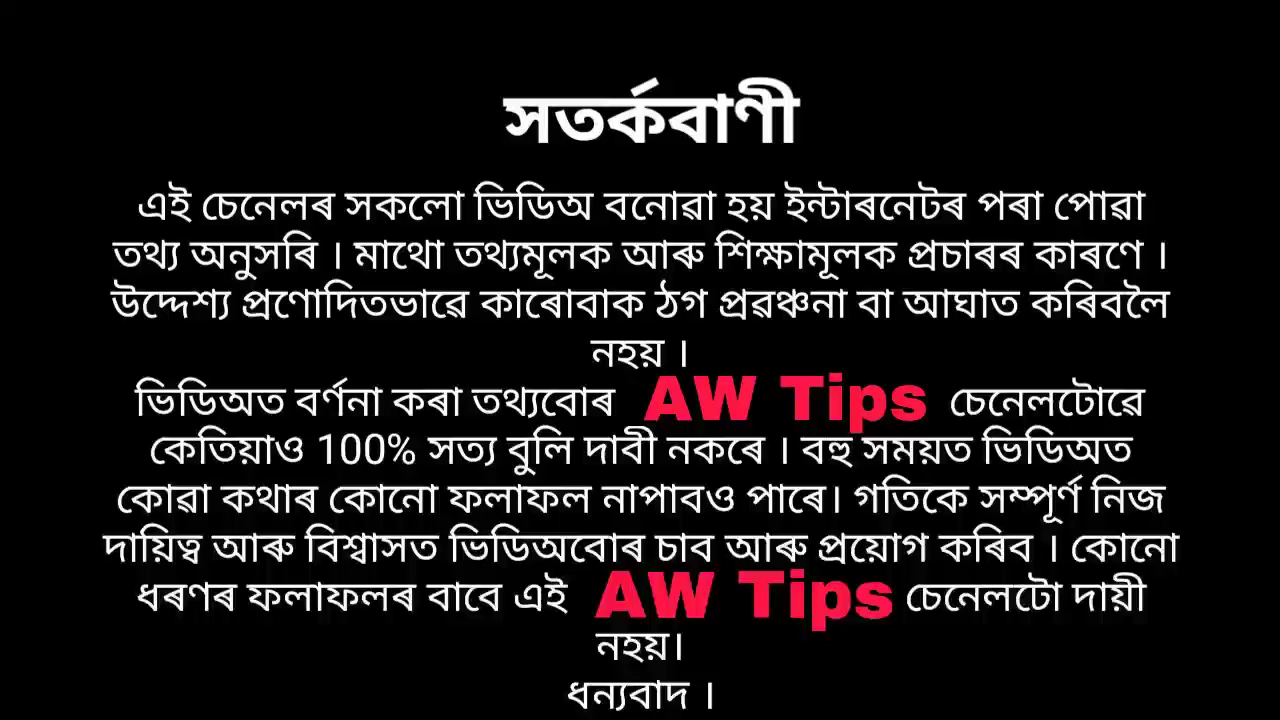 সতৰ্কবাণী
এই চেনেলৰ সকলো ভিডিঅ বনোৱা হয় ইন্টাৰনেটৰ পৰা পোৱা
তথ্য অনুসৰি । মাথো তথ্যমূলক আৰু শিক্ষামূলক প্ৰচাৰৰ কাৰণে ।
উদ্দেশ্য প্ৰণোদিতভাৱে কাৰোবাক ঠগ প্ৰৱঞ্চনা বা আঘাত কৰিবলৈ
নহয় ।
ভিডিঅত বৰ্ণনা কৰা তথ্যবোৰ AW Tips চেনেলটোৱে
কেতিয়াও 100% সত্য বুলি দাবী নকৰে । বহু সময়ত ভিডিঅত
কোৱা কথাৰ কোনো ফলাফল নাপাবও পাৰে। গতিকে সম্পূৰ্ণ নিজ
দায়িত্ব আৰু বিশ্বাসত ভিডিঅবোৰ চাব আৰু প্ৰয়োগ কৰিব । কোনো
ধৰণৰ ফলাফলৰ বাবে এই AW Tips চেনেলটো দায়ী
নহয়।
ধন্যবাদ ।